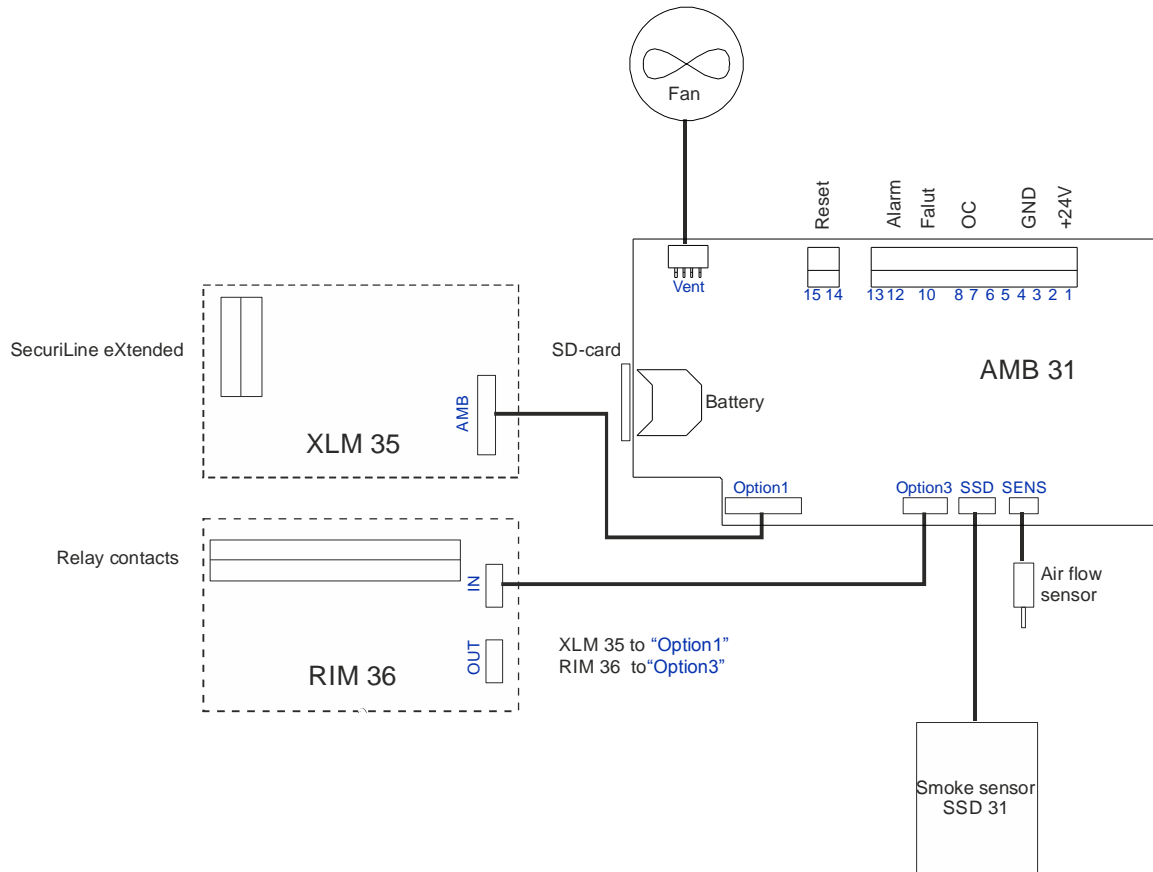 Fan
Reset
Alarm
Falut
OC
GND
+24V
Vent
15 14
13 12 10 8 7 6 5 4 3 2 1
SecuriLine eXtended
SD-card
AMB 31
Battery
AMB
XLM 35
Option1
Option3
SSD
SENS
Relay contacts
IN
Air flow
sensor
OUT
XLM 35 to “Option1”
RIM 36 to“Option3”
RIM 36
Smoke sensor
SSD 31